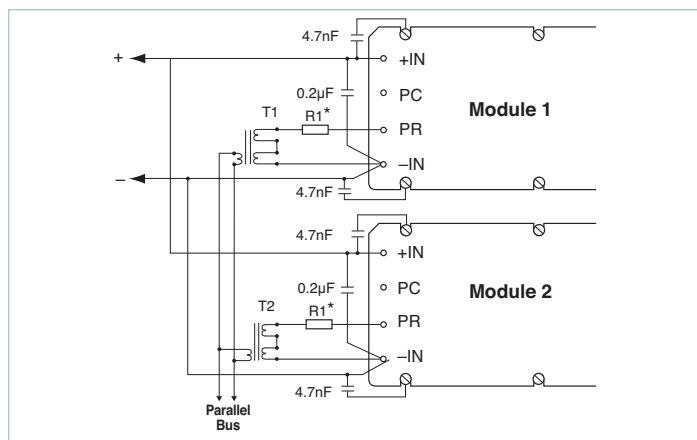 4.7nF
+
+IN
0.2µF
PC
Module 1
T1
R1*
PR
–IN
–
4.7nF
4.7nF
+IN
0.2µF
PC
Module 2
T2
R1*
PR
–IN
4.7nF
Parallel
Bus